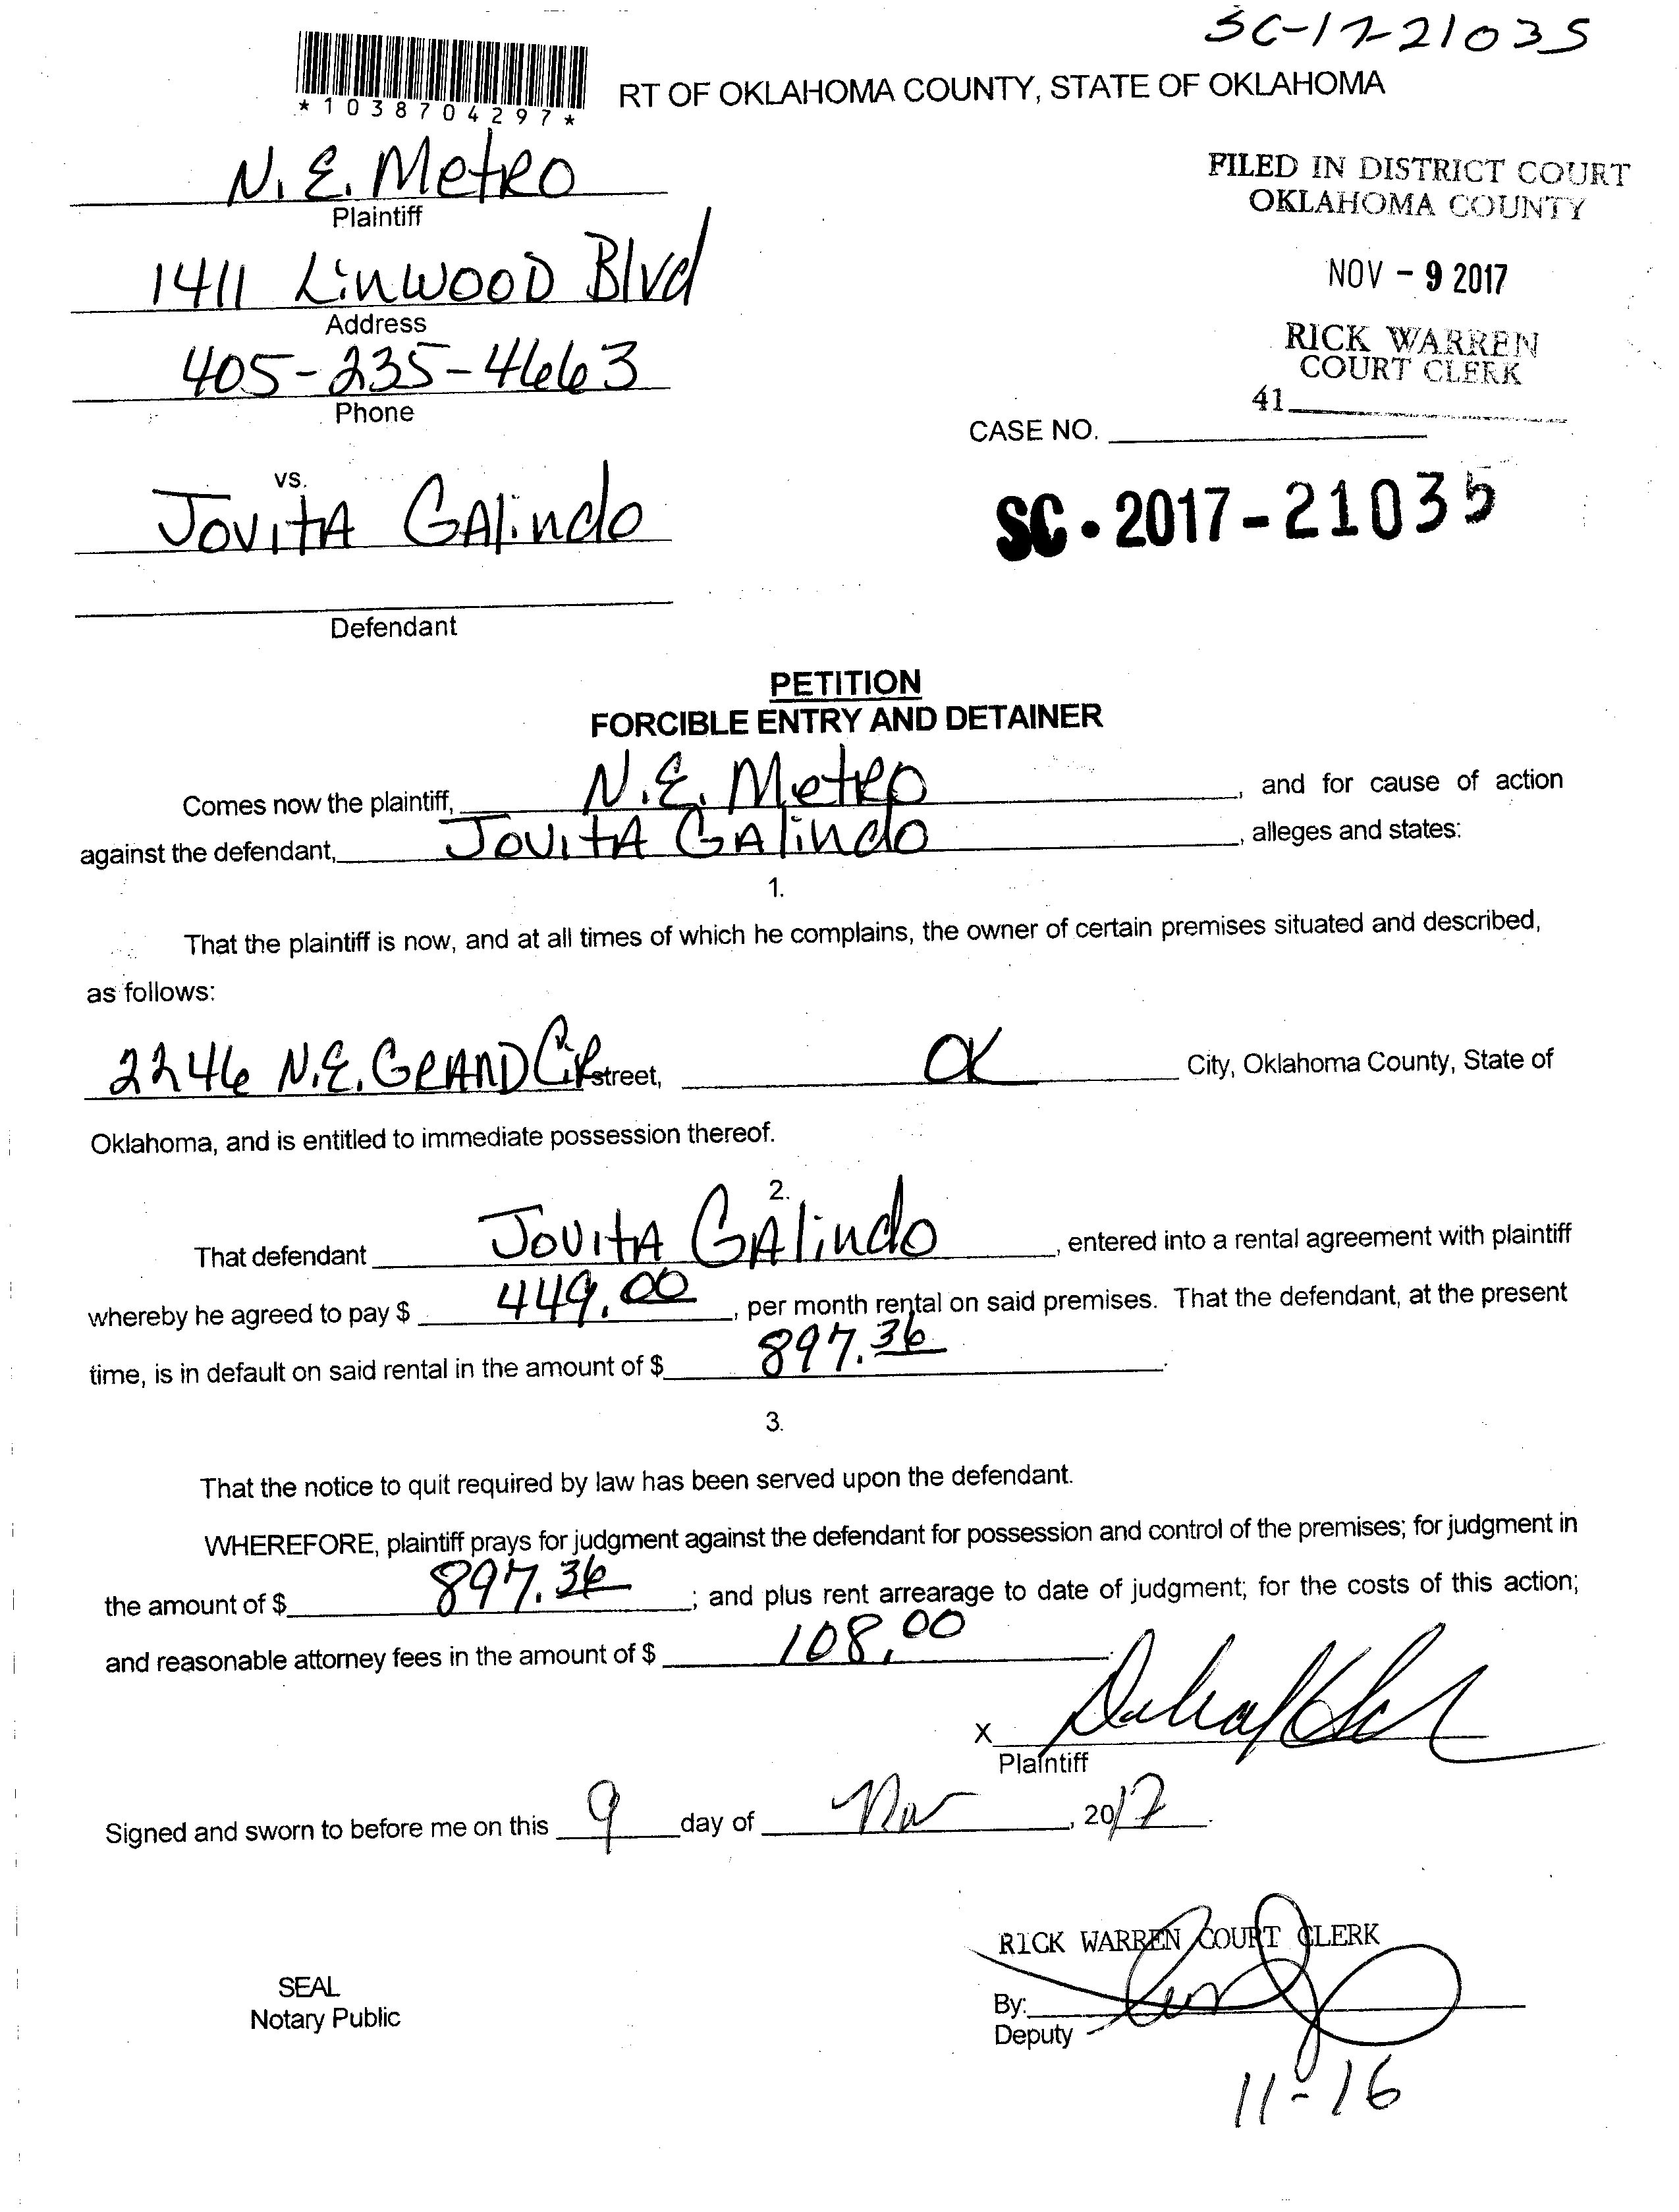 SC-17-21035
*1038704297*
RT OF OKLAHOMA COUNTY, STATE OF OKLAHOMA
N.E. Metro
Plaintiff
FILED IN DISTRICT COURT
OKLAHOMA COUNTY
1411 Linwood Blvd
Address
NOV - 9 2017
405-235-4663
Phone
RICK WARREN
COURT CLERK
41
CASE NO.
vs.
Jovita Galindo
SC-2017-21035
Defendant
PETITION
FORCIBLE ENTRY AND DETAINER
Comes now the plaintiff, N.E. Metro, and for cause of action
against the defendant, Jovita Galindo, alleges and states:
1.
That the plaintiff is now, and at all times of which he complains, the owner of certain premises situated and described,
as follows:
2246 N.E. Grand Cir street, OK City, Oklahoma County, State of
Oklahoma, and is entitled to immediate possession thereof.
2.
That defendant Jovita Galindo, entered into a rental agreement with plaintiff
whereby he agreed to pay $ 449.00, per month rental on said premises. That the defendant, at the present
time, is in default on said rental in the amount of $ 897.36.
3.
That the notice to quit required by law has been served upon the defendant.
WHEREFORE, plaintiff prays for judgment against the defendant for possession and control of the premises; for judgment in
the amount of $ 897.36; and plus rent arrearage to date of judgment; for the costs of this action;
and reasonable attorney fees in the amount of $ 108.00
X
Plaintiff
Signed and sworn to before me on this 9 day of Nov, 2017.
RICK WARREN COURT CLERK
SEAL
Notary Public
By:
Deputy
11-16